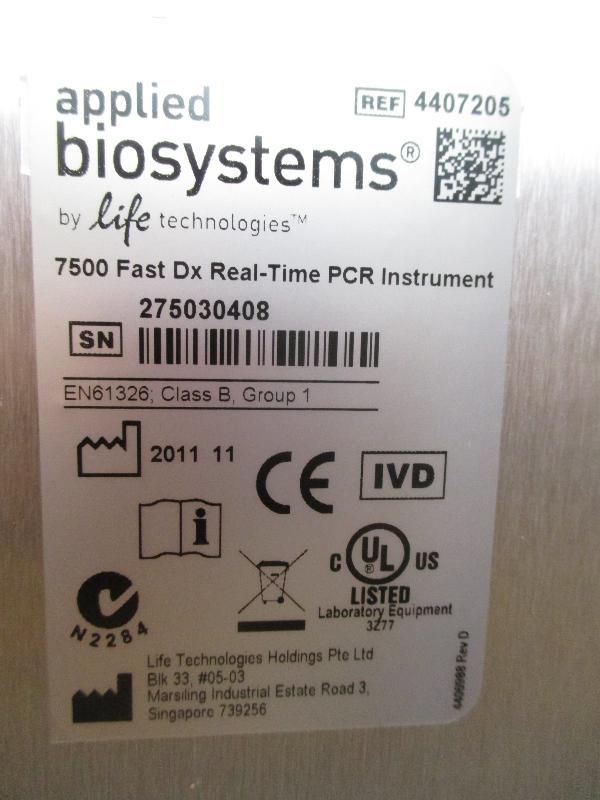 applied
biosystems®
by life technologies™
REF 4407205
7500 Fast Dx Real-Time PCR Instrument
275030408
SN
EN61326; Class B, Group 1
2011 11
CE
IVD
i
C UL® US
LISTED
Laboratory Equipment
3Z77
N2284
Life Technologies Holdings Pte Ltd
Blk 33, #05-03
Marsiling Industrial Estate Road 3,
Singapore 739256
Rev D